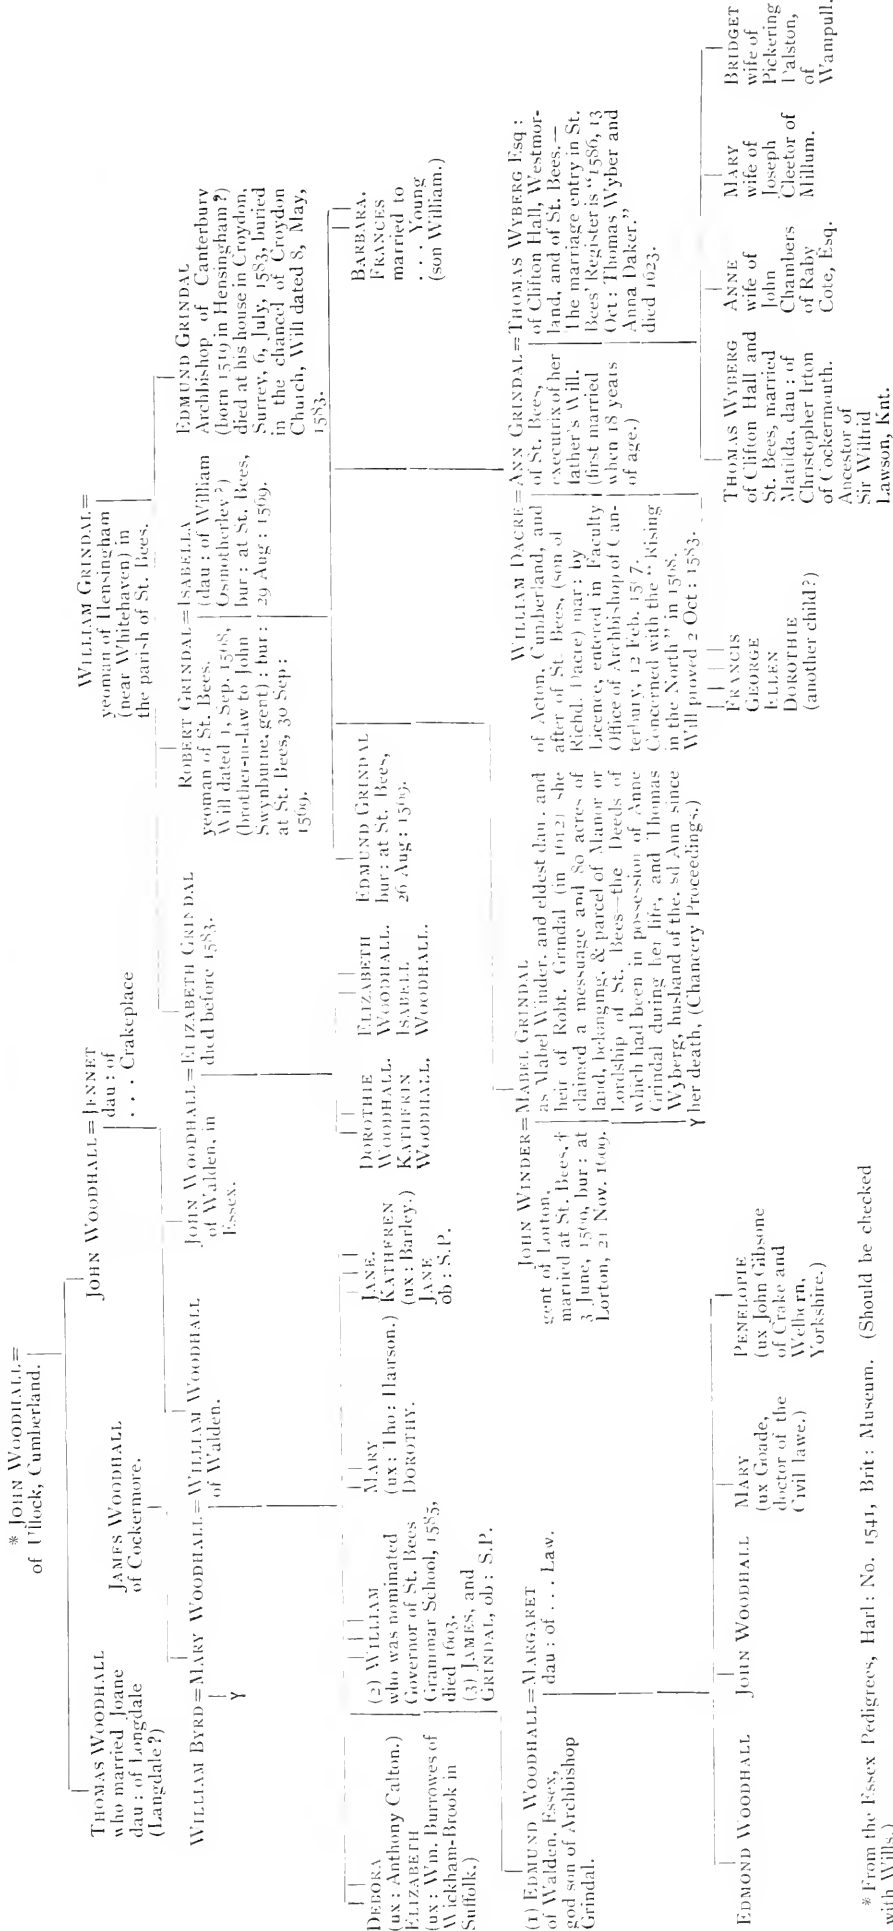 * JOHN WOODHALL =
of Ullock, Cumberland.
THOMAS WOODHALL
who married Joane
dau : of Longdale
(Langdale ?)
JAMES WOODHALL
of Cockermore.
JOHN WOODHALL = JENNET
dau : of
. . . Crakeplace
WILLIAM GRINDAL =
yeoman of Hensingham
(near Whitehaven) in
the parish of St. Bees.
WILLIAM BYRD = MARY WOODHALL = WILLIAM WOODHALL
of Walden.
Y
JOHN WOODHALL = ELIZABETH GRINDAL
of Walden, in
Essex.
died before 1583.
ROBERT GRINDAL = ISABELLA
yeoman of St. Bees.
Will dated 1, Sep. 1568,
(brother-in-law to John
Swynburne, gent) : bur :
at St. Bees, 30 Sep :
1569.
(dau : of William
Osmotherley ?)
bur : at St. Bees,
29 Aug : 1569.
EDMUND GRINDAL
Archbishop of Canterbury
(born 1519 in Hensingham ?)
died at his house in Croydon,
Surrey, 6, July, 1583, buried
in the chancel of Croydon
Church, Will dated 8, May,
1583.
DEBORA
(ux : Anthony Calton.)
ELIZABETH
(ux : Wm. Burrowes of
Wickham-Brook in
Suffolk.)
(2) WILLIAM
who was nominated
Governor of St. Bees
Grammar School, 1585,
died 1603.
(3) JAMES, and
GRINDAL, ob : S.P.
MARY
(ux : Tho : Hairson.)
DOROTHY.
JANE.
KATHFREN
(ux : Barley.)
JANE
ob : S.P.
DOROTHIE
WOODHALL.
KATHFRIN
WOODHALL.
ELIZABETH
WOODHALL.
ISABELL
WOODHALL.
EDMUND GRINDAL
bur : at St. Bees,
26 Aug : 1569.
BARBARA.
FRANCES
married to
. . . Young
(son William.)
(1) EDMUND WOODHALL = MARGARET
of Walden. Essex,
god son of Archbishop
Grindal.
dau : of . . . Law.
JOHN WINDER = MABEL GRINDAL
gent of Lorton.
married at St. Bees, †
3 June, 1560, bur : at
Lorton, 21 Nov. 1609.
as Mabel Winder, and eldest dau. and
heir of Robt. Grindal (in 1612) she
claimed a message and 80 acres of
land, belonging, & parcel of Manor or
Lordship of St. Bees—the Deeds of
which had been in possession of Anne
Grindal during her life, and Thomas
Wyberg, husband of the. sd Ann since
her death, (Chancery Proceedings.)
Y
WILLIAM DACRE = ANN GRINDAL = THOMAS WYBERG Esq :
of Acton, Cumberland, and
after of St. Bees, (son of
Richd. Dacre) mar : by
Licence, entered in Faculty
Office of Archbishop of Can-
terbury, 12 Feb. 1567.
Concerned with the "Rising
in the North" in 1568.
Will proved 2 Oct : 1583.
of St. Bees,
executrix of her
father's Will.
(first married
when 18 years
of age.)
of Clifton Hall, Westmor-
land, and of St. Bees.—
The marriage entry in St.
Bees' Register is "1586, 13
Oct : Thomas Wyber and
Anna Daker."
died 1623.
EDMOND WOODHALL
JOHN WOODHALL
MARY
(ux Goade,
doctor of the
Civil lawe.)
PENELOPIE
(ux John Gibsone
of Crake and
Welborn,
Yorkshire.)
FRANCIS
GEORGE
ELLEN
DOROTHIE
(another child ?)
THOMAS WYBERG
of Clifton Hall and
St. Bees, married
Matilda, dau : of
Christopher Irton
of Cockermouth.
Ancestor of
Sir Wilfrid
Lawson, Knt.
ANNE
wife of
John
Chambers
of Raby
Cote, Esq.
MARY
wife of
Joseph
Cleetor of
Millum.
BRIDGET
wife of
Pickering
of
Wampull.
* From the Essex Pedigrees, Harl : No. 1541, Brit : Museum. (Should be checked
with Wills.)